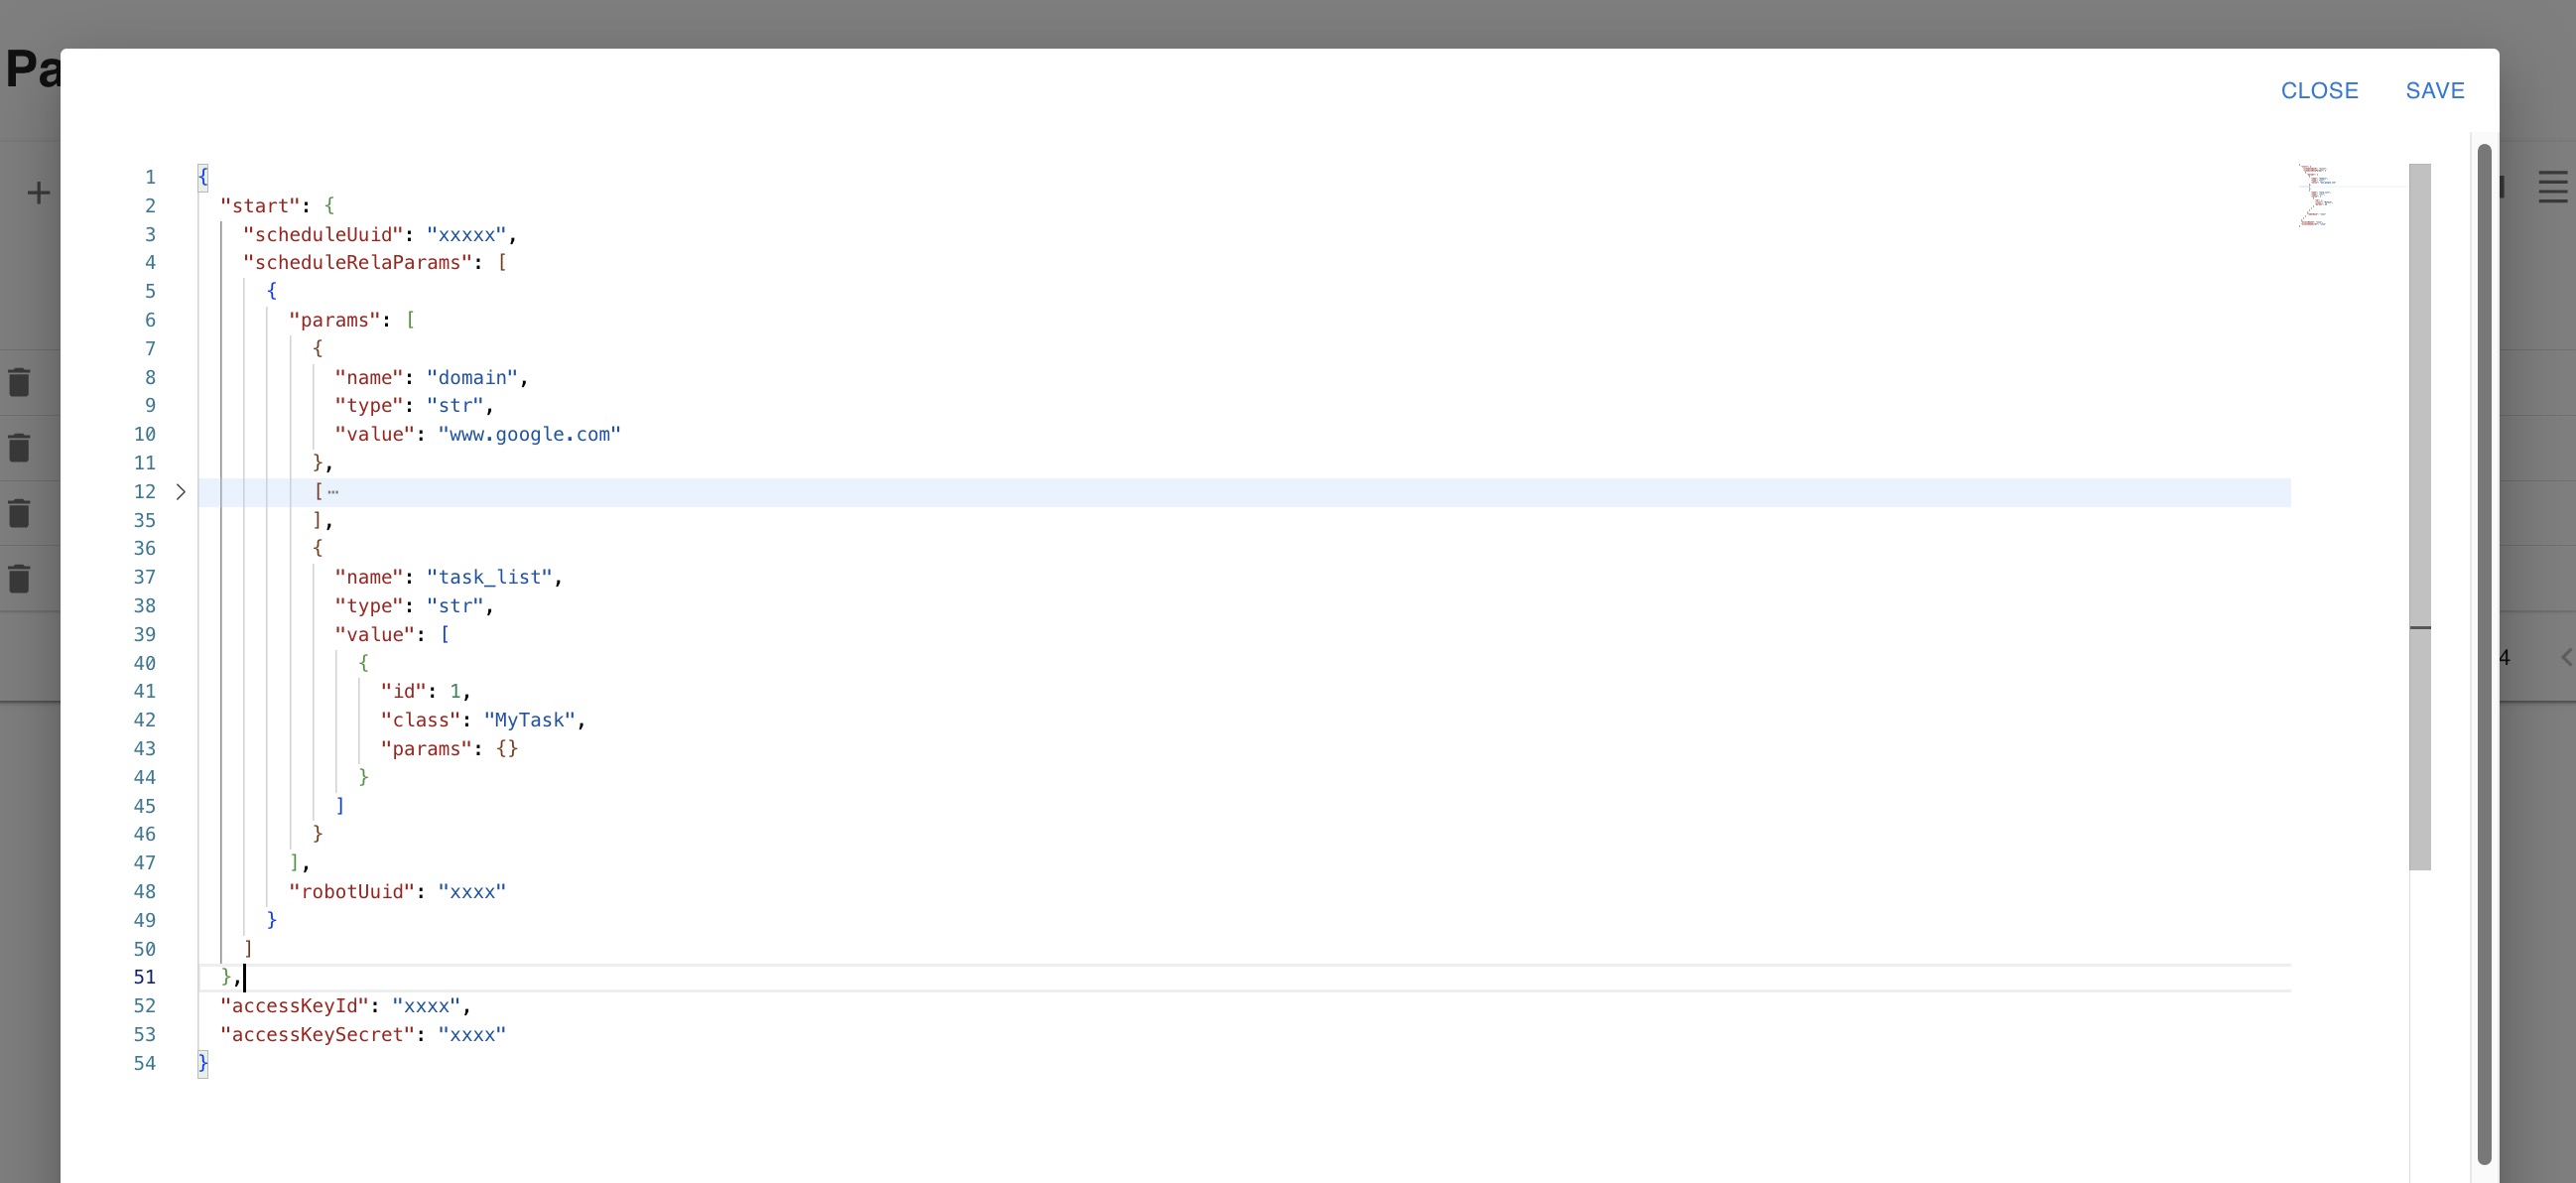 Pa
CLOSE SAVE
1 {
2 "start": {
3 "scheduleUuid": "xxxxx",
4 "scheduleRelaParams": [
5 {
6 "params": [
7 {
8 "name": "domain",
9 "type": "str",
10 "value": "www.google.com"
11 },
12 [⋯
35 ],
36 {
37 "name": "task_list",
38 "type": "str",
39 "value": [
40 {
41 "id": 1,
42 "class": "MyTask",
43 "params": {}
44 }
45 ]
46 }
47 ],
48 "robotUuid": "xxxx"
49 }
50 ]
51 },
52 "accessKeyId": "xxxx",
53 "accessKeySecret": "xxxx"
54 }
4